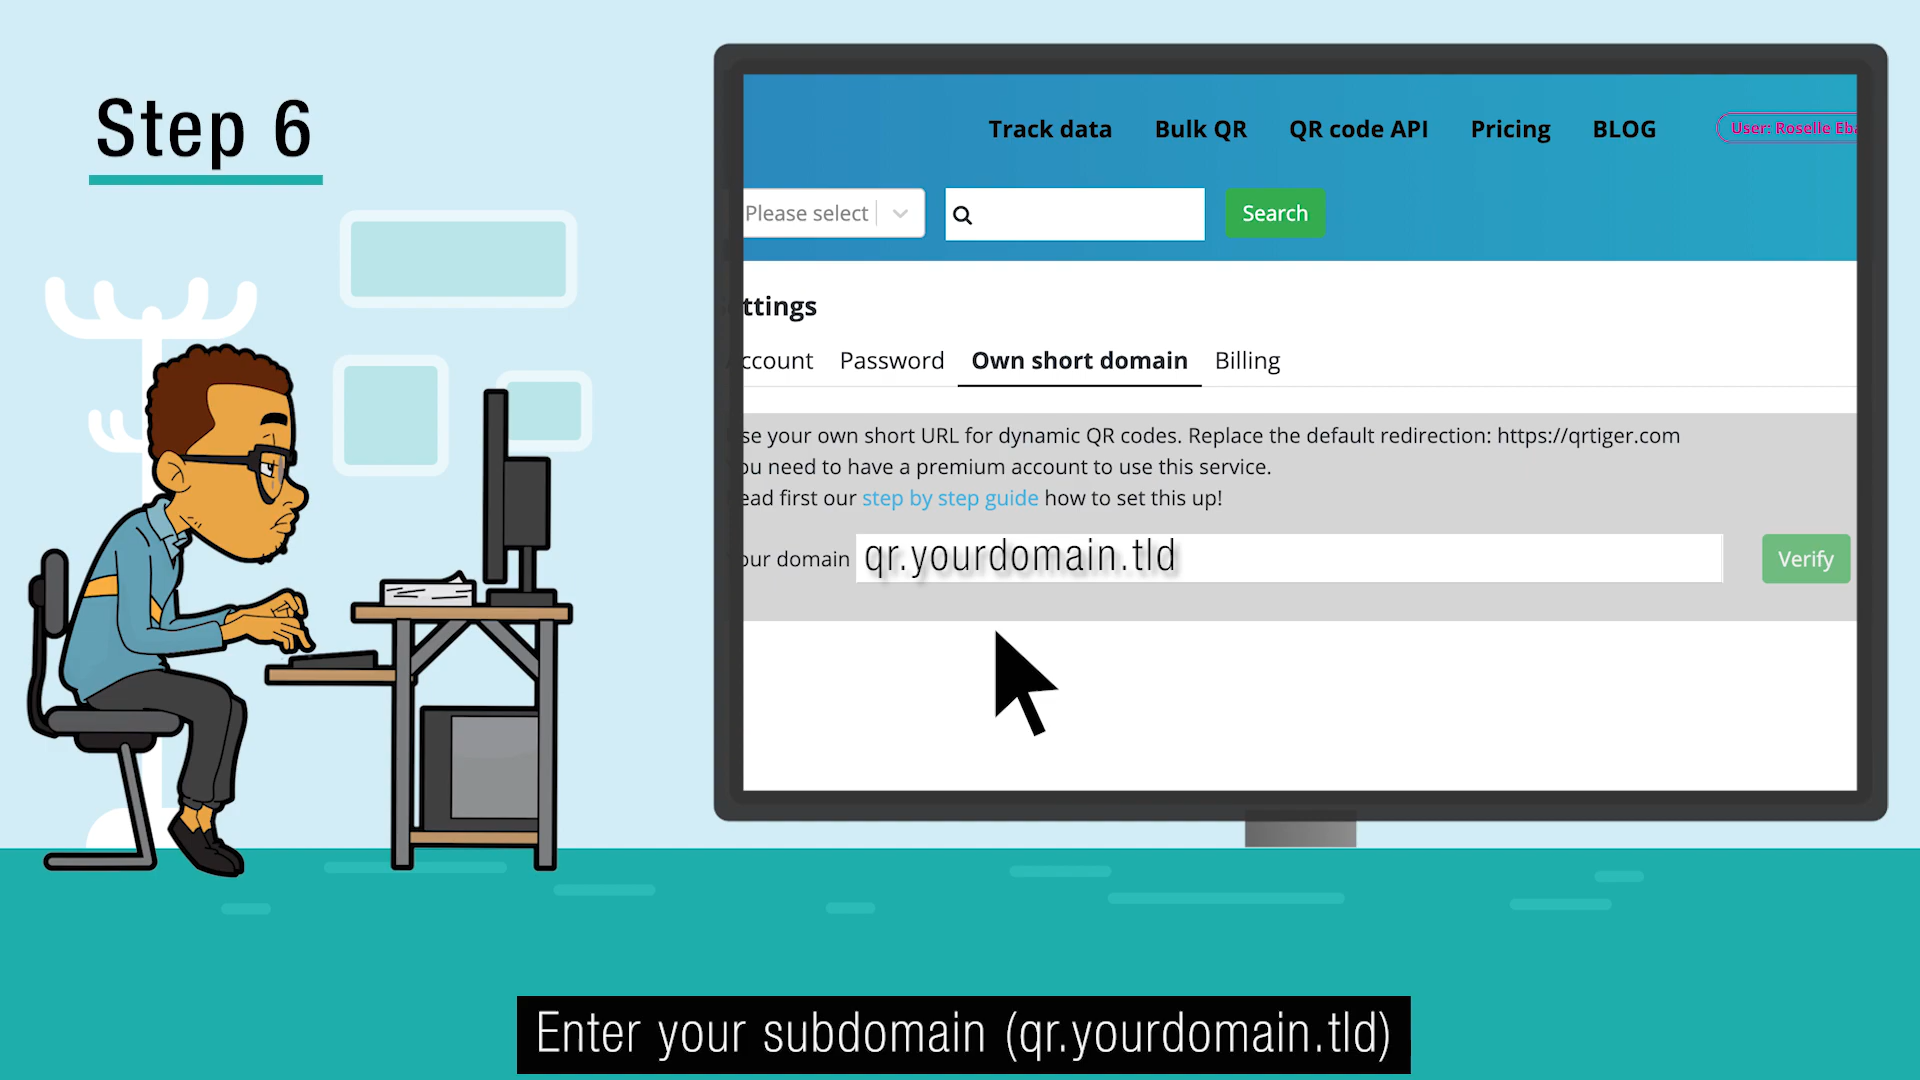 Step 6
Track data Bulk QR QR code API Pricing BLOG User: Roselle Eba
Please select Search
ttings
ccount Password Own short domain Billing
se your own short URL for dynamic QR codes. Replace the default redirection: https://qrtiger.com
ou need to have a premium account to use this service.
ead first our step by step guide how to set this up!
our domain qr.yourdomain.tld Verify
Enter your subdomain (qr.yourdomain.tld)